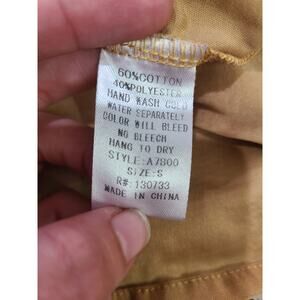 60%COTTON
40%POLYESTER
HAND WASH COLD
WATER SEPARATELY
COLOR WILL BLEED
NO BLEECH
HANG TO DRY
STYLE:A7800
SIZE:S
R#:130733
MADE IN CHINA